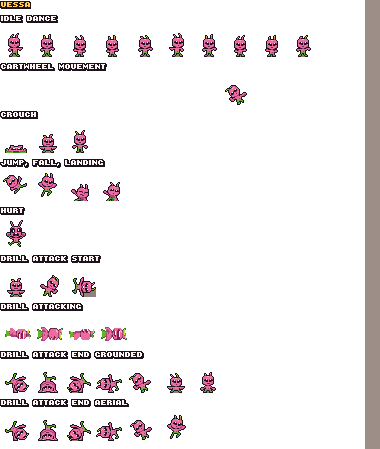 VESSA
IDLE DANCE
CARTWHEEL MOVEMENT
CROUCH
JUMP, FALL, LANDING
HURT
DRILL ATTACK START
DRILL ATTACKING
DRILL ATTACK END GROUNDED
DRILL ATTACK END AERIAL